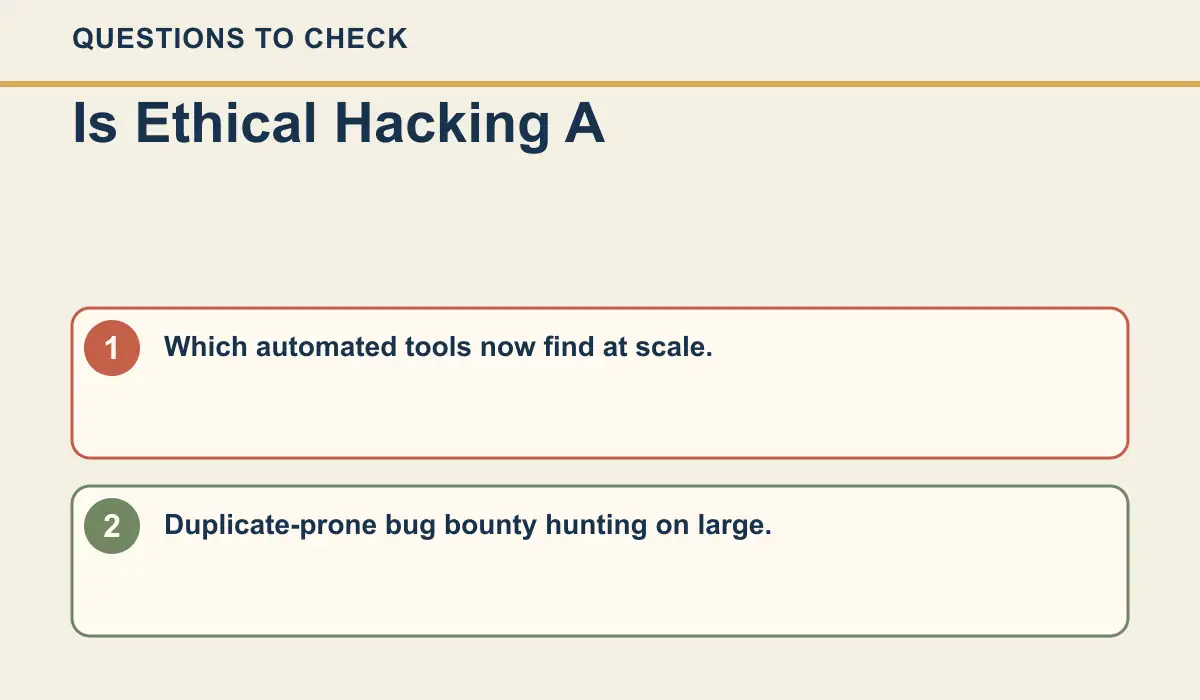 QUESTIONS TO CHECK
Is Ethical Hacking A
1
Which automated tools now find at scale.
2
Duplicate-prone bug bounty hunting on large.